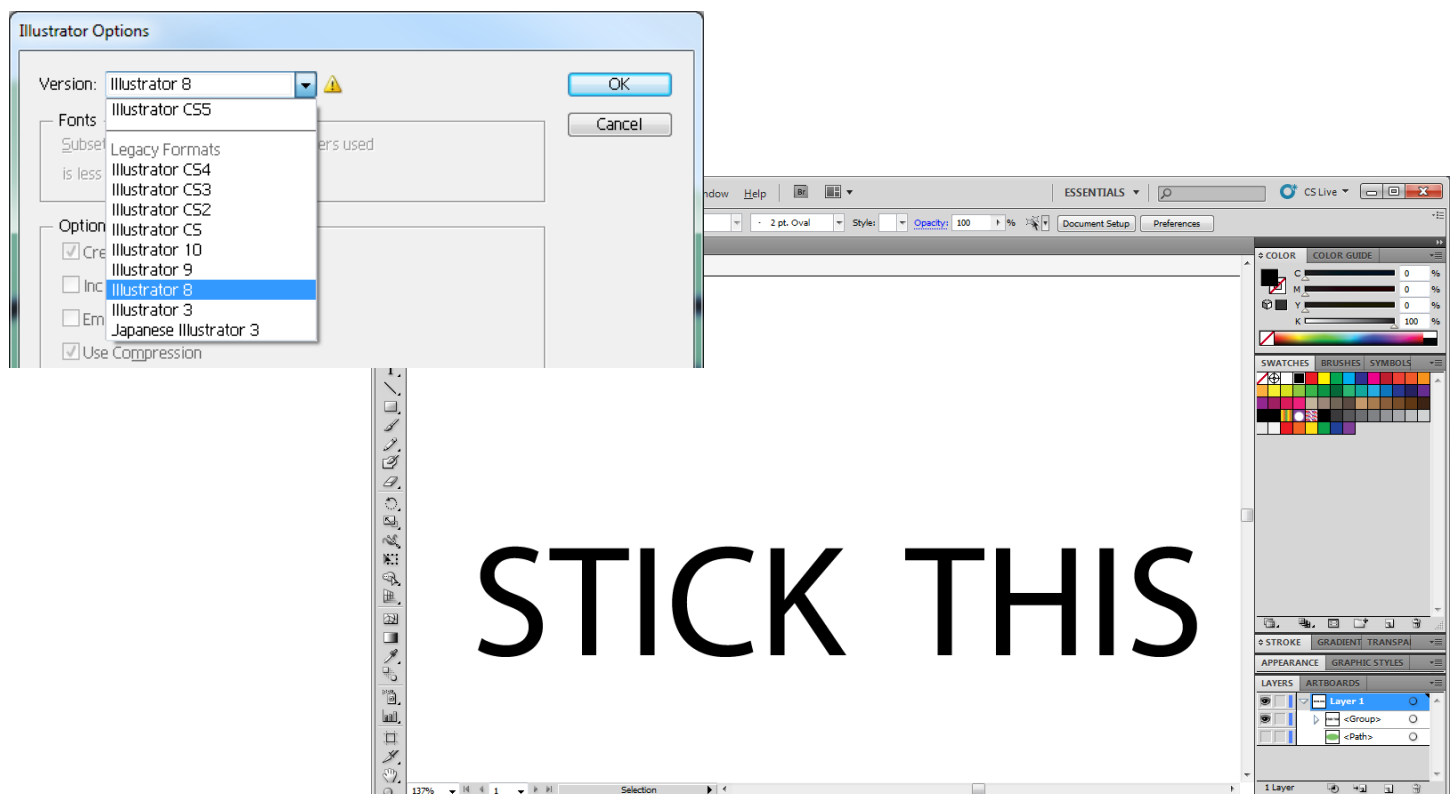 Illustrator Options
Version: Illustrator 8
OK
Illustrator CS5
Fonts
Cancel
Subset
ers used
Legacy Formats
is less
Illustrator CS4
Illustrator CS3
Illustrator CS2
Option
Illustrator CS
Cre
Illustrator 10
Illustrator 9
Inc
Illustrator 8
Em
Illustrator 3
Japanese Illustrator 3
Use Compression
ndow Help Br ESSENTIALS CS Live
2 pt. Oval Style: Opacity: 100 % Document Setup Preferences
COLOR COLOR GUIDE
C 0 %
M 0 %
Y 0 %
K 100 %
SWATCHES BRUSHES SYMBOLS
STICK THIS
STROKE GRADIENT TRANSPA
APPEARANCE GRAPHIC STYLES
LAYERS ARTBOARDS
Layer 1
<Group>
<Path>
137% 1 Selection
1 Layer